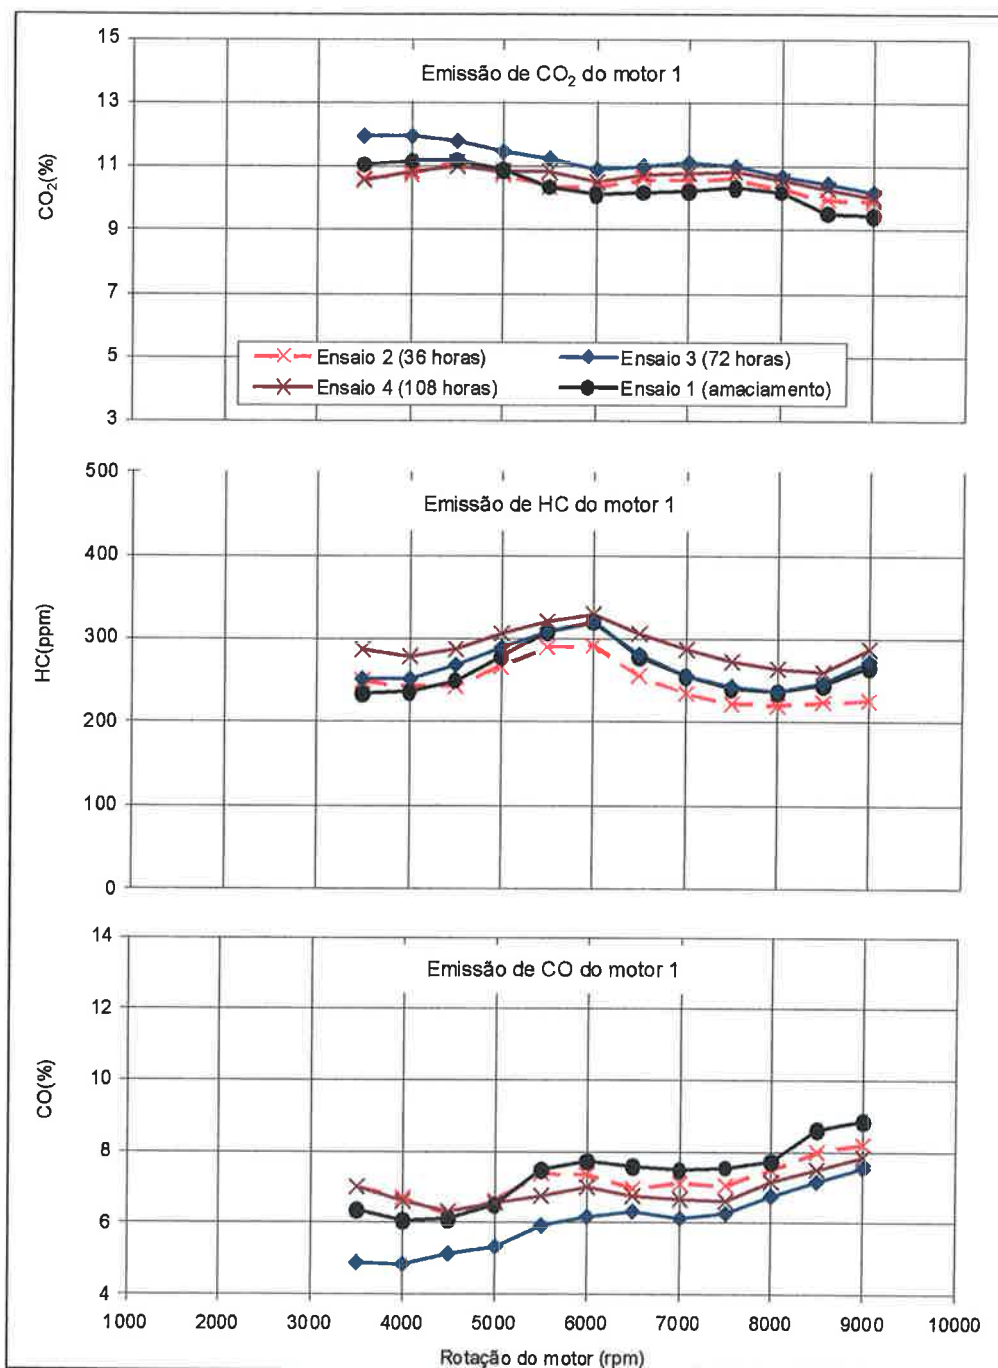 Emissão de CO₂ do motor 1
CO₂(%)
15
13
11
9
7
5
3
Ensaio 2 (36 horas)
Ensaio 3 (72 horas)
Ensaio 4 (108 horas)
Ensaio 1 (amaciamento)
Emissão de HC do motor 1
HC(ppm)
500
400
300
200
100
0
Emissão de CO do motor 1
CO(%)
14
12
10
8
6
4
1000 2000 3000 4000 5000 6000 7000 8000 9000 10000
Rotação do motor (rpm)